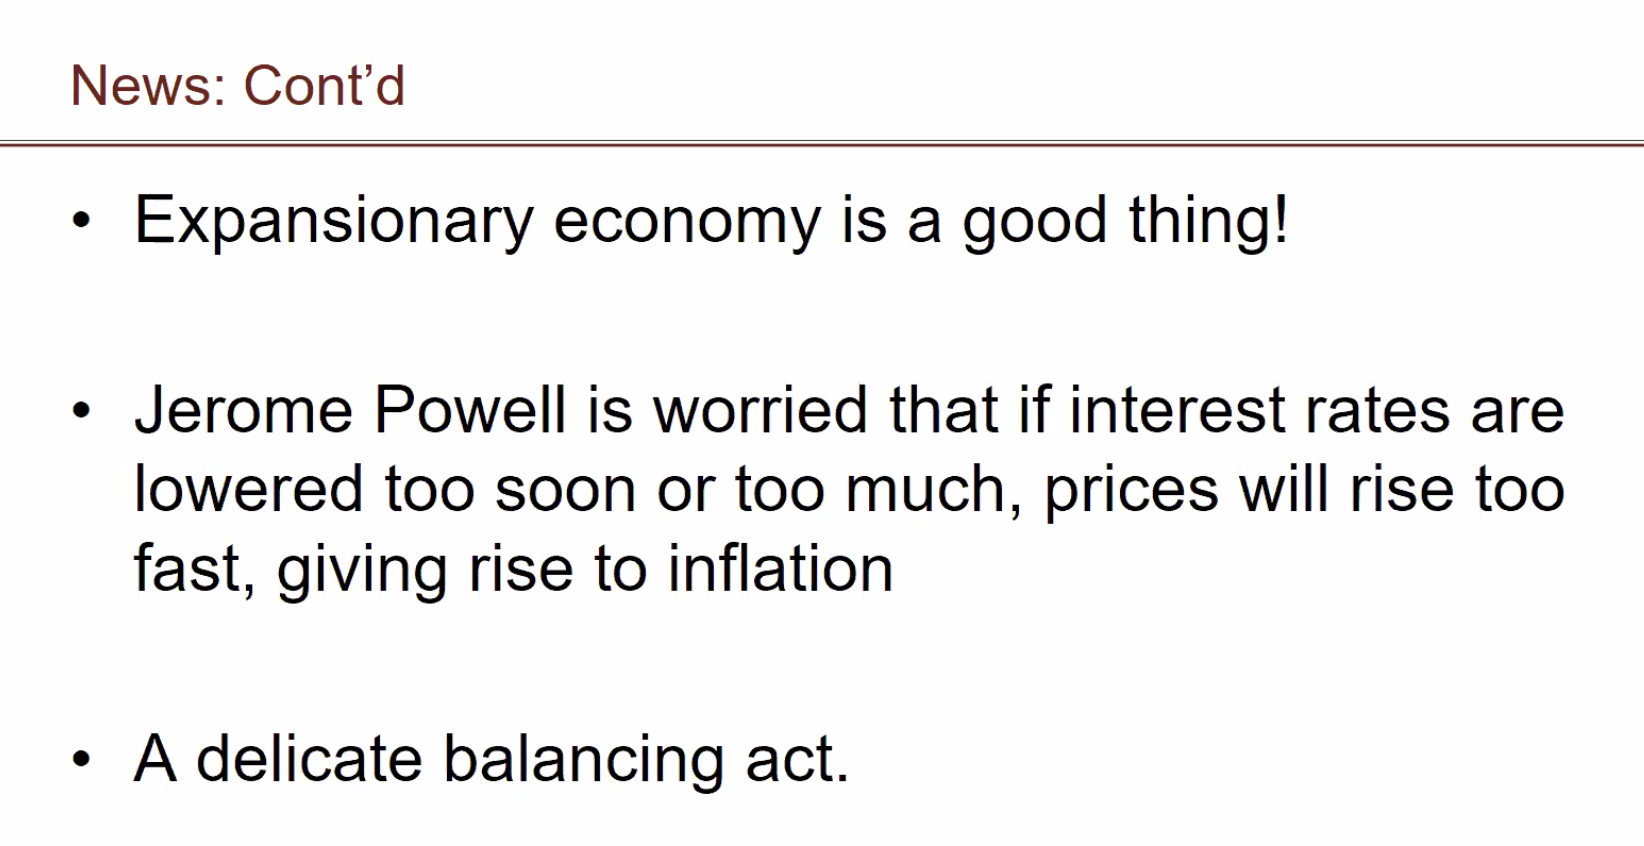 News: Cont’d
• Expansionary economy is a good thing!
• Jerome Powell is worried that if interest rates are
lowered too soon or too much, prices will rise too
fast, giving rise to inflation
• A delicate balancing act.